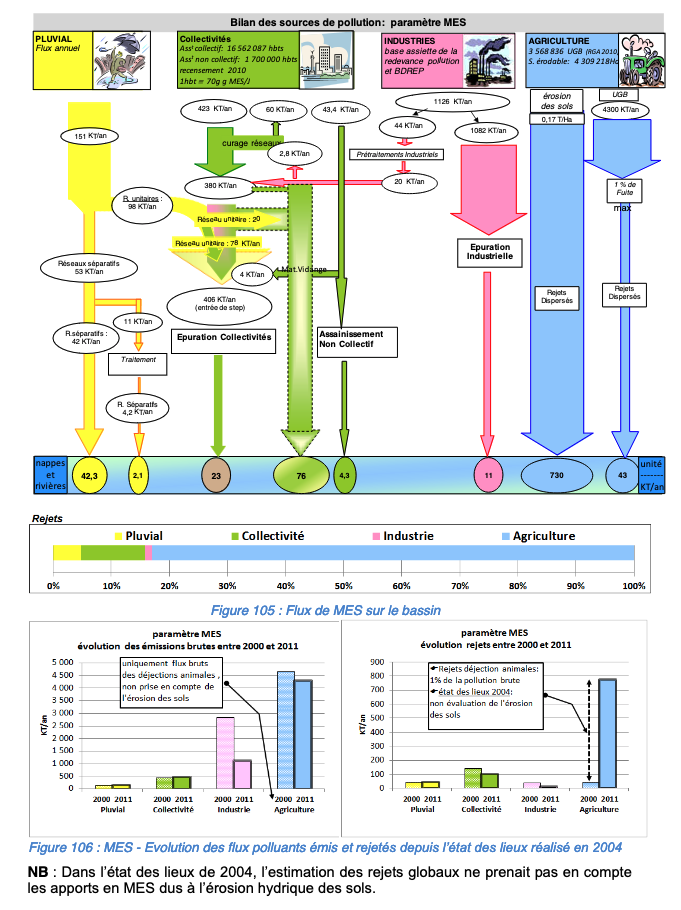 Bilan des sources de pollution: paramètre MES
PLUVIAL
Flux annuel
Collectivités
Ass¹ collectif: 16 562 087 hbts
Ass¹ non collectif: 1 700 000 hbts
recensement 2010
1hbt = 70g g MES/J
INDUSTRIES
base assiette de la
redevance pollution
et BDREP
AGRICULTURE
3 568 836 UGB (RGA 2010)
S. érodable: 4 309 218Ha
151 KT/an
423 KT/an
60 KT/an
43,4 KT/an
1126 KT/an
érosion
des sols
0,17 T/Ha
UGB
4300 KT/an
curage réseaux
2,8 KT/an
44 KT/an
1082 KT/an
Prétraitements Industriels
380 KT/an
20 KT/an
1 % de
Fuite
max
R. unitaires :
98 KT/an
Réseau unitaire : 20
Réseau unitaire : 78 KT/an
Réseaux séparatifs
53 KT/an
4 KT/an
Mat.Vidange
Epuration
Industrielle
406 KT/an
(entrée de step)
Rejets
Dispersés
Rejets
Dispersés
11 KT/an
R.séparatifs :
42 KT/an
Epuration Collectivités
Assainissement
Non Collectif
Traitement
R. Séparatifs
4,2 KT/an
nappes
et
rivières
42,3
2,1
23
76
4,3
11
730
43
unité
KT/an
Rejets
Pluvial
Collectivité
Industrie
Agriculture
0% 10% 20% 30% 40% 50% 60% 70% 80% 90% 100%
Figure 105 : Flux de MES sur le bassin
paramètre MES
évolution des émissions brutes entre 2000 et 2011
uniquement flux bruts
des déjections animales ,
non prise en compte de
l'érosion des sols
KT/an
5 000
4 500
4 000
3 500
3 000
2 500
2 000
1 500
1 000
500
0
2000 2011 2000 2011 2000 2011 2000 2011
Pluvial Collectivité Industrie Agriculture
paramètre MES
évolution rejets entre 2000 et 2011
Rejets déjection animales:
1% de la pollution brute
état des lieux 2004:
non évaluation de l'érosion
des sols
KT/an
900
800
700
600
500
400
300
200
100
0
2000 2011 2000 2011 2000 2011 2000 2011
Pluvial Collectivité Industrie Agriculture
Figure 106 : MES - Evolution des flux polluants émis et rejetés depuis l'état des lieux réalisé en 2004
NB : Dans l'état des lieux de 2004, l'estimation des rejets globaux ne prenait pas en compte
les apports en MES dus à l'érosion hydrique des sols.